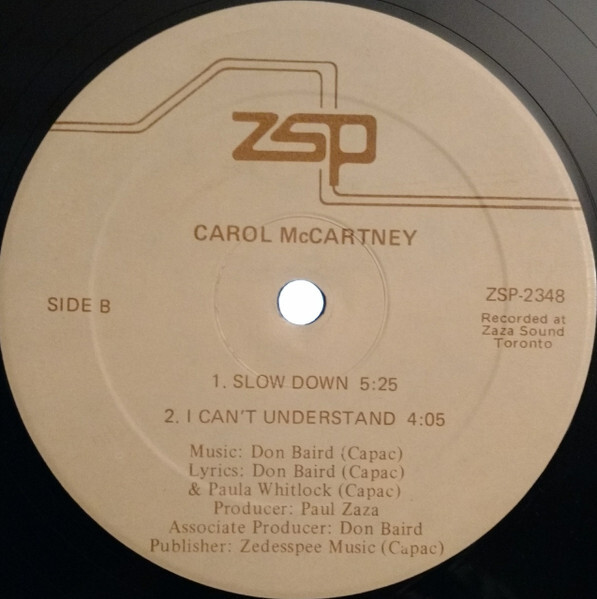 zsp
CAROL McCARTNEY
SIDE B
ZSP-2348
Recorded at
Zaza Sound
Toronto
1. SLOW DOWN 5:25
2. I CAN'T UNDERSTAND 4:05
Music: Don Baird (Capac)
Lyrics: Don Baird (Capac)
& Paula Whitlock (Capac)
Producer: Paul Zaza
Associate Producer: Don Baird
Publisher: Zedesspee Music (Capac)